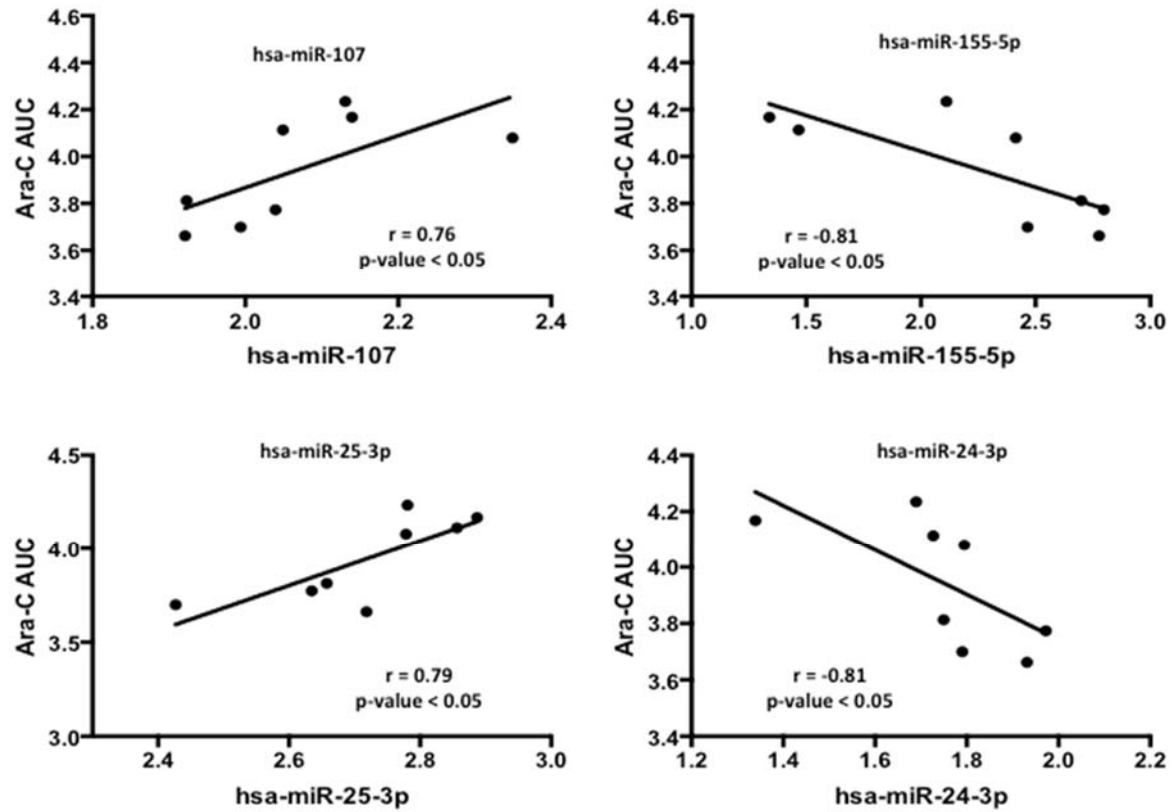 hsa-miR-107
Ara-C AUC
4.6
4.4
4.2
4.0
3.8
3.6
3.4
r = 0.76
p-value < 0.05
1.8
2.0
2.2
2.4
hsa-miR-107
hsa-miR-155-5p
Ara-C AUC
4.6
4.4
4.2
4.0
3.8
3.6
3.4
r = -0.81
p-value < 0.05
1.0
1.5
2.0
2.5
3.0
hsa-miR-155-5p
hsa-miR-25-3p
Ara-C AUC
4.5
4.0
3.5
3.0
r = 0.79
p-value < 0.05
2.4
2.6
2.8
3.0
hsa-miR-25-3p
hsa-miR-24-3p
Ara-C AUC
4.4
4.2
4.0
3.8
3.6
3.4
r = -0.81
p-value < 0.05
1.2
1.4
1.6
1.8
2.0
2.2
hsa-miR-24-3p